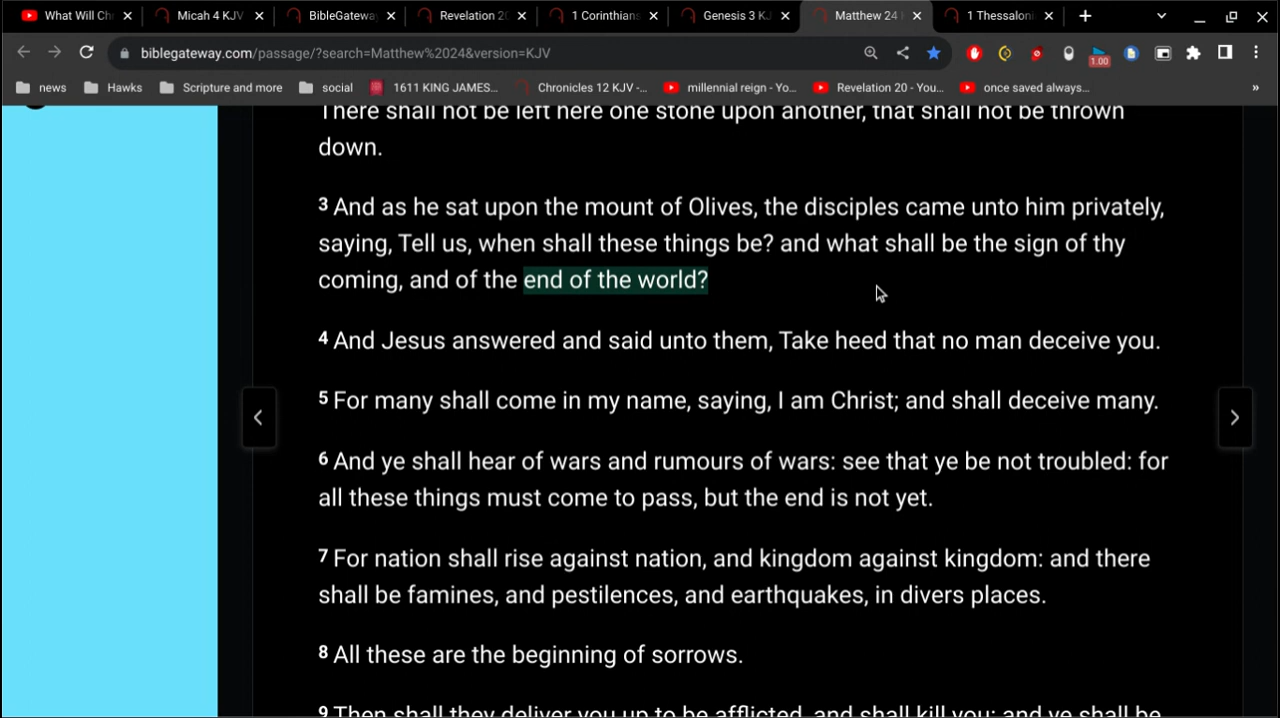 What Will Ch
Micah 4 KJV
BibleGateway
Revelation 20
1 Corinthians
Genesis 3 KJ
Matthew 24
1 Thessaloni
biblegateway.com/passage/?search=Matthew%2024&version=KJV
1.00
news
Hawks
Scripture and more
social
1611 KING JAMES...
Chronicles 12 KJV -...
millennial reign - Yo...
Revelation 20 - You...
once saved always...
There shall not be left here one stone upon another, that shall not be thrown
down.
3 And as he sat upon the mount of Olives, the disciples came unto him privately,
saying, Tell us, when shall these things be? and what shall be the sign of thy
coming, and of the end of the world?
4 And Jesus answered and said unto them, Take heed that no man deceive you.
5 For many shall come in my name, saying, I am Christ; and shall deceive many.
6 And ye shall hear of wars and rumours of wars: see that ye be not troubled: for
all these things must come to pass, but the end is not yet.
7 For nation shall rise against nation, and kingdom against kingdom: and there
shall be famines, and pestilences, and earthquakes, in divers places.
8 All these are the beginning of sorrows.
9 Then shall they deliver you up to be afflicted, and shall kill you: and ye shall be